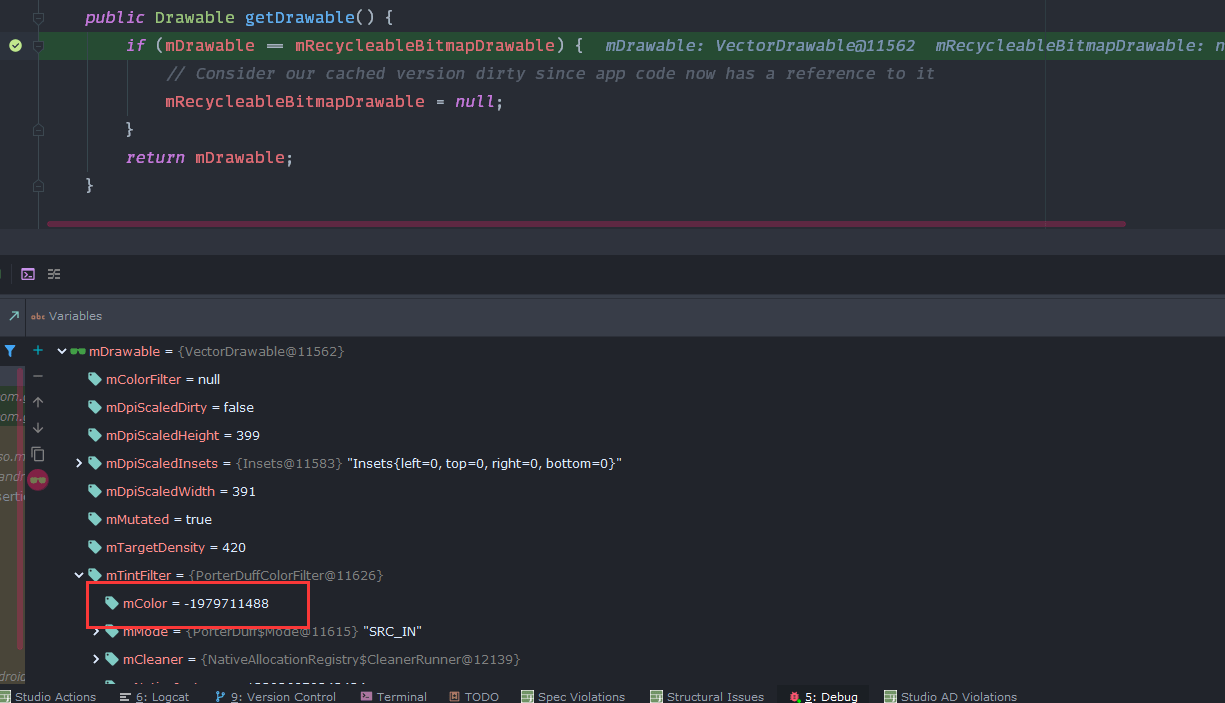 public Drawable getDrawable() {
if (mDrawable == mRecycleableBitmapDrawable) { mDrawable: VectorDrawable@11562 mRecycleableBitmapDrawable: n
// Consider our cached version dirty since app code now has a reference to it
mRecycleableBitmapDrawable = null;
}
return mDrawable;
}
abc Variables
mDrawable = {VectorDrawable@11562}
mColorFilter = null
mDpiScaledDirty = false
mDpiScaledHeight = 399
mDpiScaledInsets = {Insets@11583} "Insets{left=0, top=0, right=0, bottom=0}"
mDpiScaledWidth = 391
mMutated = true
mTargetDensity = 420
mTintFilter = {PorterDuffColorFilter@11626}
mColor = -1979711488
mMode = {PorterDuff$Mode@11615} "SRC_IN"
mCleaner = {NativeAllocationRegistry$CleanerRunner@12139}
om.g
om.g
so.m
andr
serti
droid
Studio Actions 6: Logcat 9: Version Control Terminal TODO Spec Violations Structural Issues 5: Debug Studio AD Violations